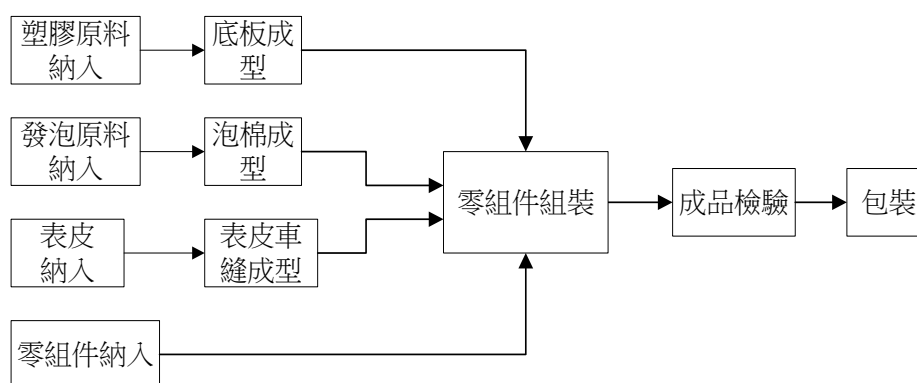 塑膠原料
納入
底板成
型
發泡原料
納入
泡棉成
型
零組件組裝
成品檢驗
包裝
表皮
納入
表皮車
縫成型
零組件納入